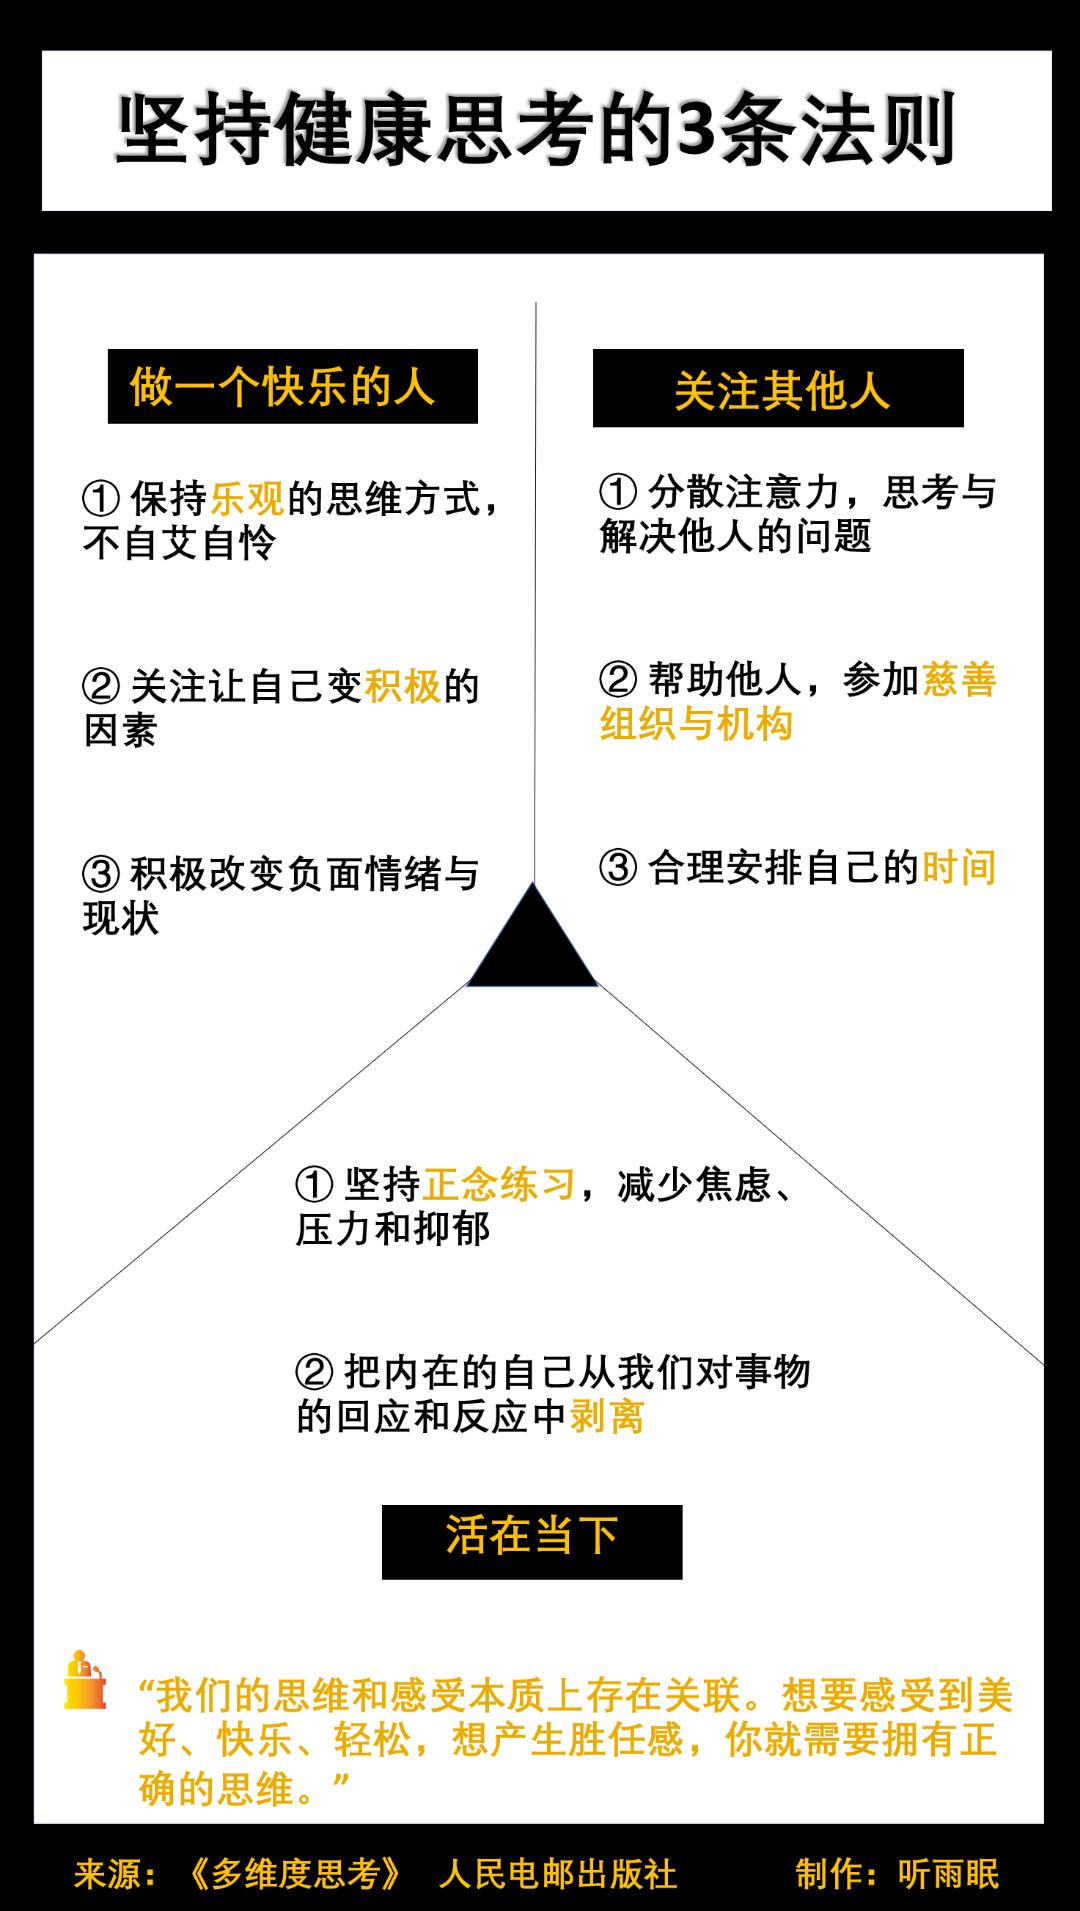 坚持健康思考的3条法则
做一个快乐的人
① 保持乐观的思维方式，
不自艾自怜
② 关注让自己变积极的
因素
③ 积极改变负面情绪与
现状
关注其他人
① 分散注意力，思考与
解决他人的问题
② 帮助他人，参加慈善
组织与机构
③ 合理安排自己的时间
① 坚持正念练习，减少焦虑、
压力和抑郁
② 把内在的自己从我们对事物
的回应和反应中剥离
活在当下
“我们的思维和感受本质上存在关联。想要感受到美
好、快乐、轻松，想产生胜任感，你就需要拥有正
确的思维。”
来源：《多维度思考》 人民电邮出版社 制作：听雨眠